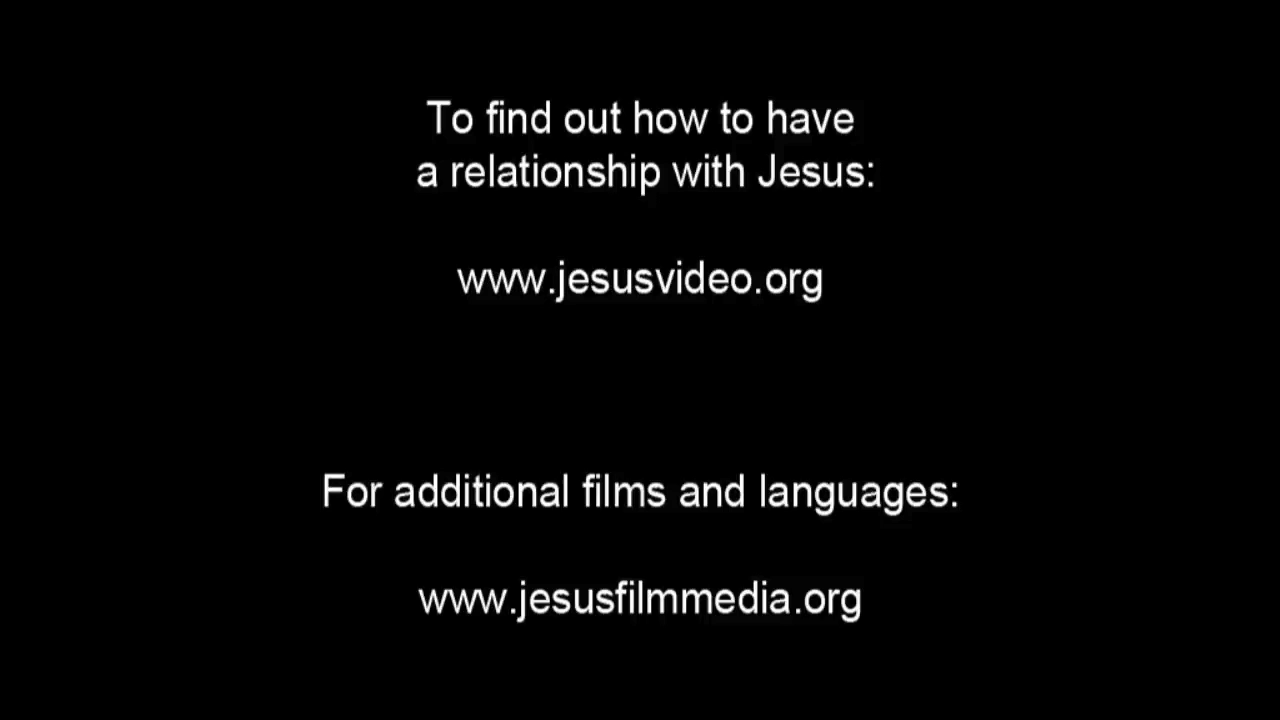 To find out how to have
a relationship with Jesus:
www.jesusvideo.org
For additional films and languages:
www.jesusfilmmedia.org